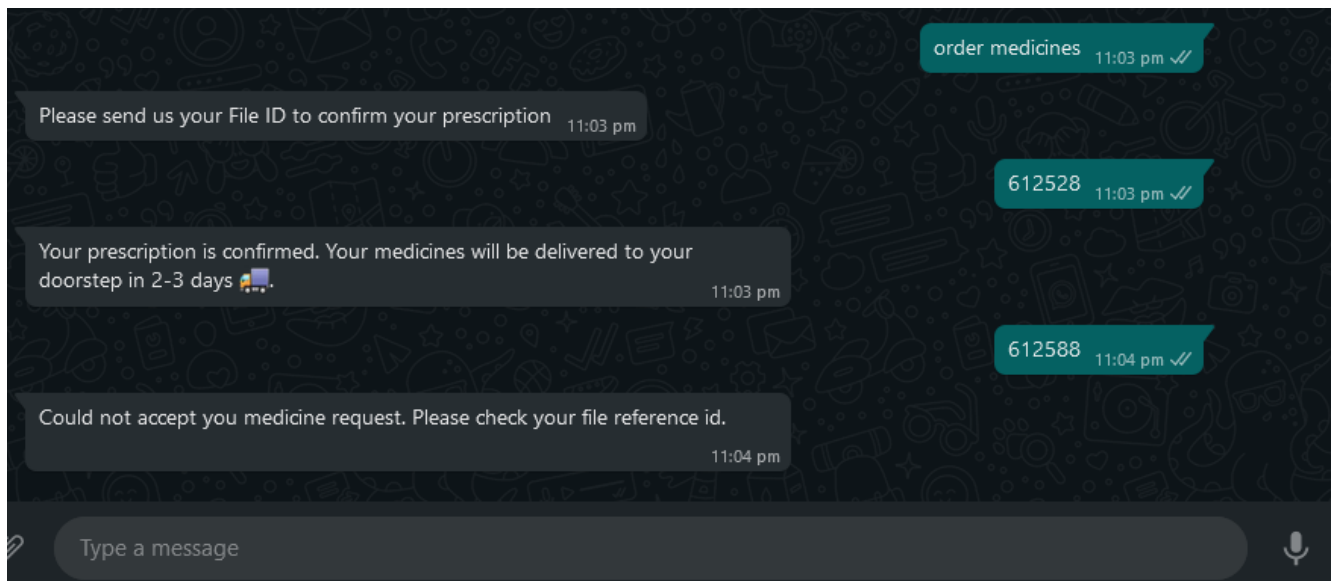 order medicines 11:03 pm
Please send us your File ID to confirm your prescription 11:03 pm
612528 11:03 pm
Your prescription is confirmed. Your medicines will be delivered to your
doorstep in 2-3 days 🚛.
11:03 pm
612588 11:04 pm
Could not accept you medicine request. Please check your file reference id.
11:04 pm
Type a message